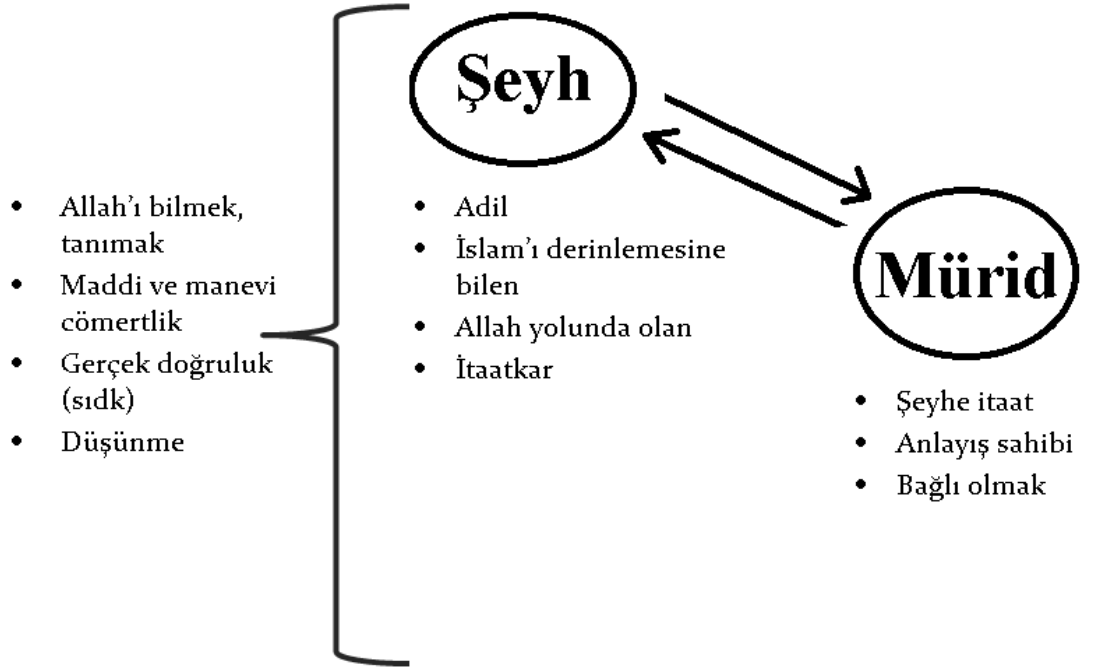 Şeyh
Mürid
• Allah’ı bilmek,
tanımak
• Maddi ve manevi
cömertlik
• Gerçek doğruluk
(sıdk)
• Düşünme
• Adil
• İslam’ı derinlemesine
bilen
• Allah yolunda olan
• İtaatkar
• Şeyhe itaat
• Anlayış sahibi
• Bağlı olmak